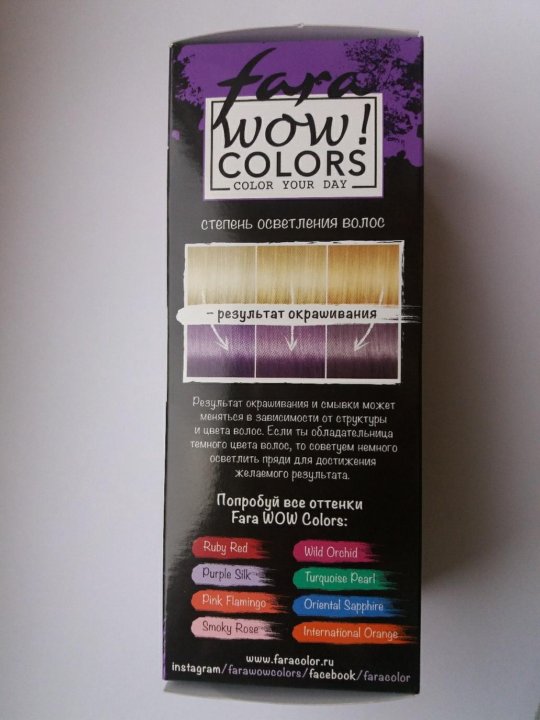 fara
WOW!
COLORS
COLOR YOUR DAY
степень осветления волос
- результат окрашивания
Результат окрашивания и смывки может
меняться в зависимости от структуры
и цвета волос. Если ты обладательница
темного цвета волос, то советуем немного
осветлить пряди для достижения
желаемого результата.
Попробуй все оттенки
Fara WOW Colors:
Ruby Red
Wild Orchid
Purple Silk
Turquoise Pearl
Pink Flamingo
Oriental Sapphire
Smoky Rose
International Orange
www.faracolor.ru
instagram/farawowcolors/facebook/faracolor